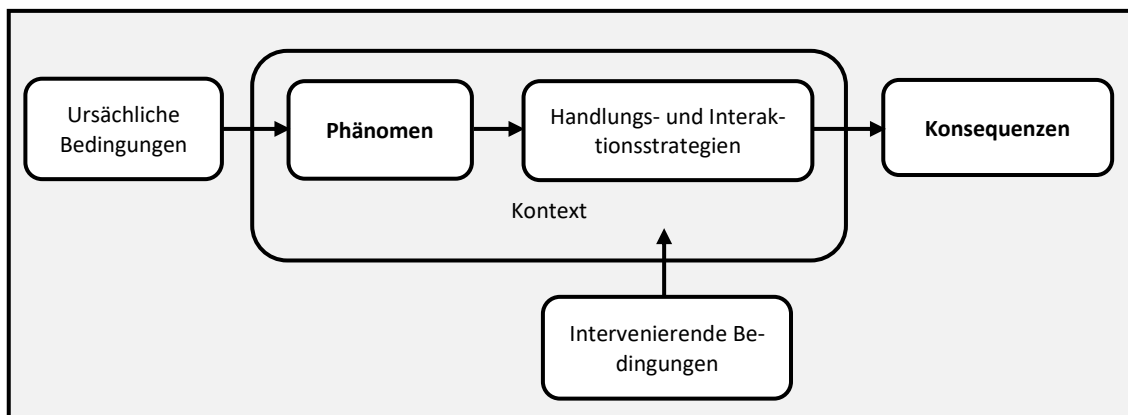 Ursächliche
Bedingungen
Phänomen
Handlungs- und Interak-
tionsstrategien
Konsequenzen
Kontext
Intervenierende Be-
dingungen